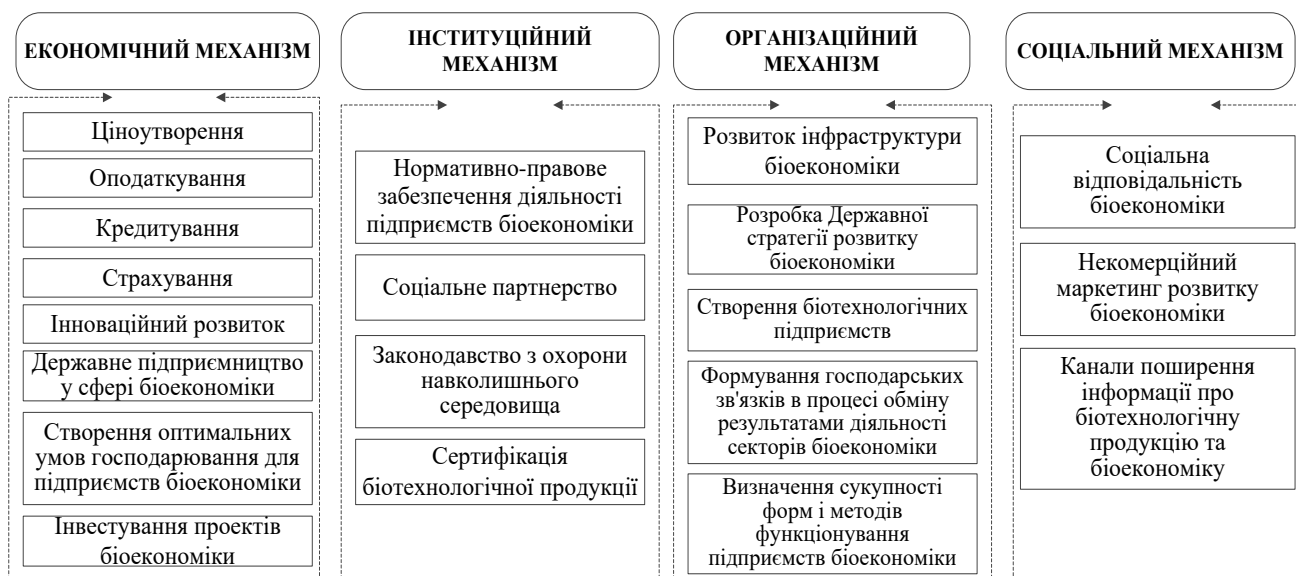 ЕКОНОМІЧНИЙ МЕХАНІЗМ
Ціноутворення
Оподаткування
Кредитування
Страхування
Інноваційний розвиток
Державне підприємництво
у сфері біоекономіки
Створення оптимальних
умов господарювання для
підприємств біоекономіки
Інвестування проектів
біоекономіки
ІНСТИТУЦІЙНИЙ
МЕХАНІЗМ
Нормативно-правове
забезпечення діяльності
підприємств біоекономіки
Соціальне партнерство
Законодавство з охорони
навколишнього
середовища
Сертифікація
біотехнологічної продукції
ОРГАНІЗАЦІЙНИЙ
МЕХАНІЗМ
Розвиток інфраструктури
біоекономіки
Розробка Державної
стратегії розвитку
біоекономіки
Створення біотехнологічних
підприємств
Формування господарських
зв'язків в процесі обміну
результатами діяльності
секторів біоекономіки
Визначення сукупності
форм і методів
функціонування
підприємств біоекономіки
СОЦІАЛЬНИЙ МЕХАНІЗМ
Соціальна
відповідальність
біоекономіки
Некомерційний
маркетинг розвитку
біоекономіки
Канали поширення
інформації про
біотехнологічну
продукцію та
біоекономіку